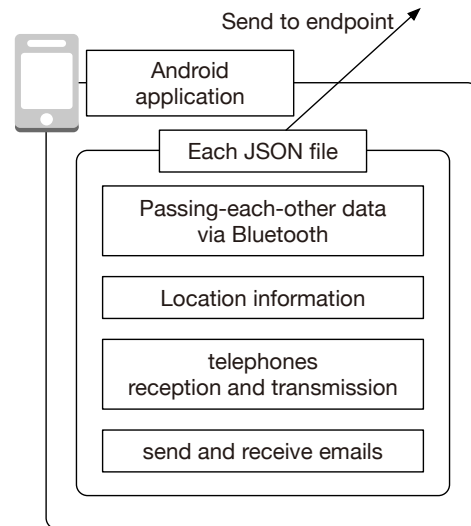 Send to endpoint
Android
application
Each JSON file
Passing-each-other data
via Bluetooth
Location information
telephones
reception and transmission
send and receive emails